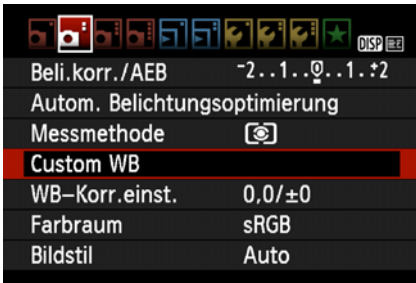 DISP
Beli.korr./AEB -2..1..0..1.:+2
Autom. Belichtungsoptimierung
Messmethode
Custom WB
WB-Korr.einst. 0,0/±0
Farbraum sRGB
Bildstil Auto